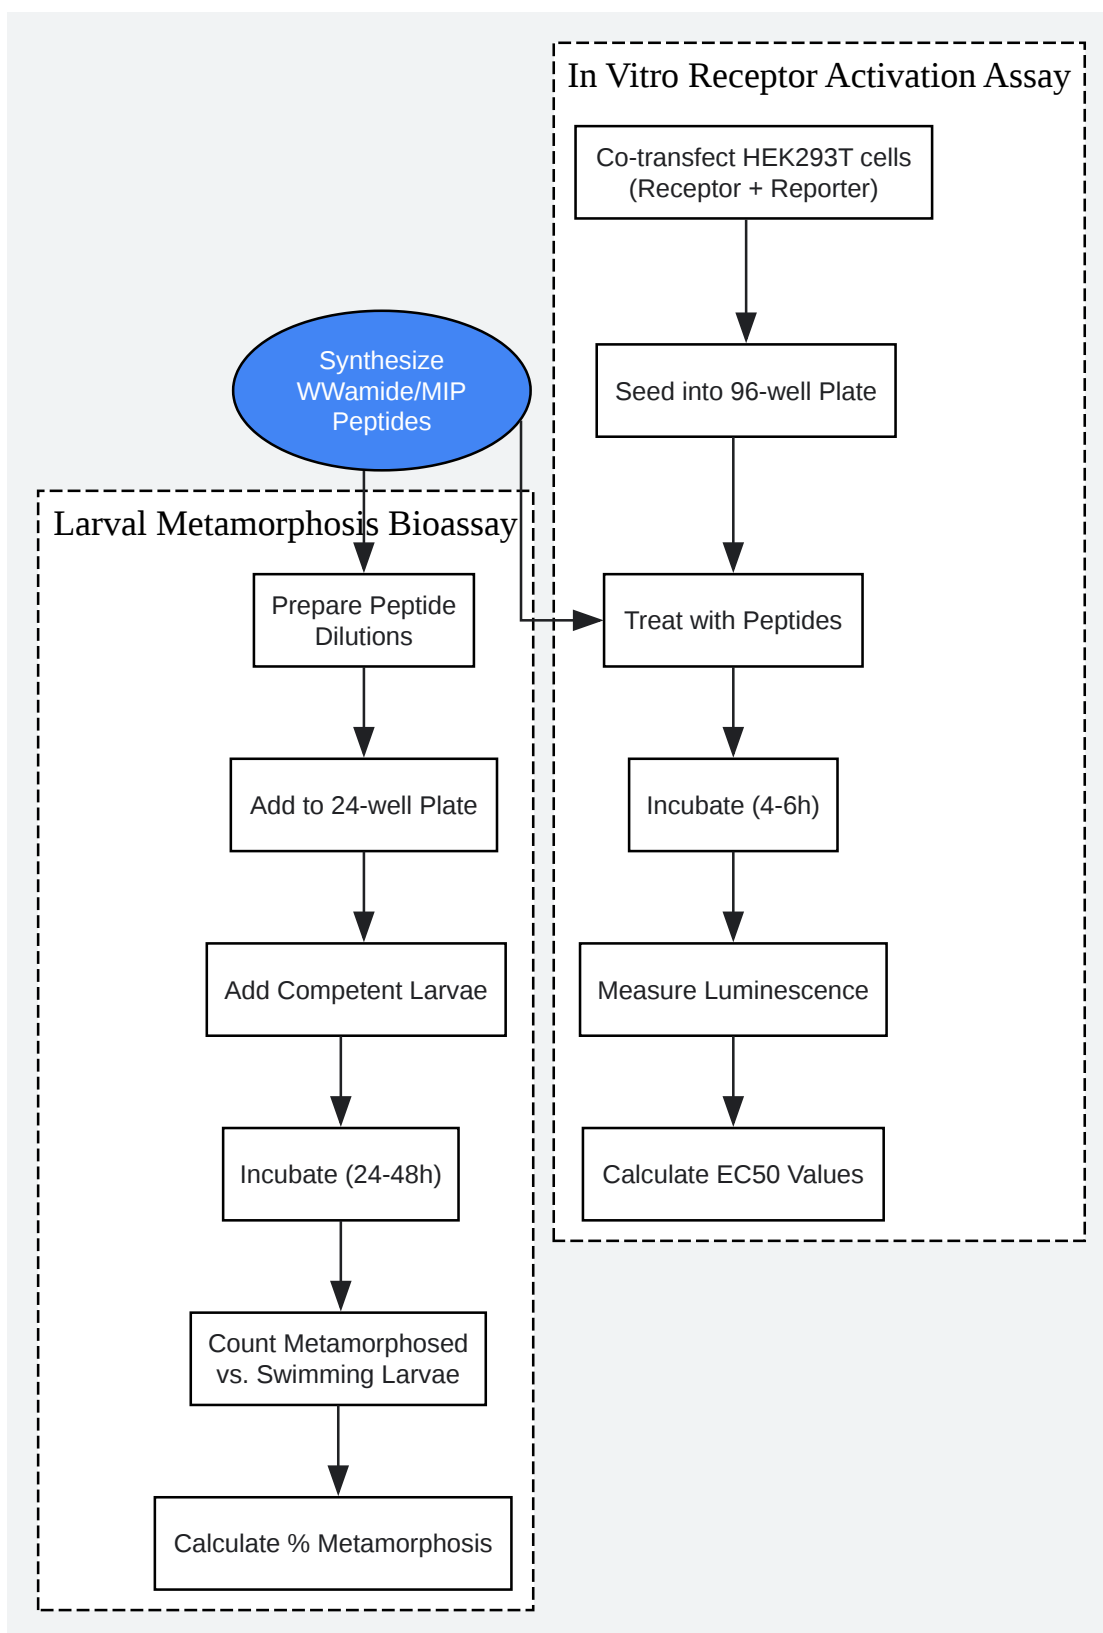 In Vitro Receptor Activation Assay
Co-transfect HEK293T cells
(Receptor + Reporter)
Seed into 96-well Plate
Synthesize
WWamide/MIP
Peptides
Treat with Peptides
Incubate (4-6h)
Measure Luminescence
Calculate EC50 Values
Larval Metamorphosis Bioassay
Prepare Peptide
Dilutions
Add to 24-well Plate
Add Competent Larvae
Incubate (24-48h)
Count Metamorphosed
vs. Swimming Larvae
Calculate % Metamorphosis